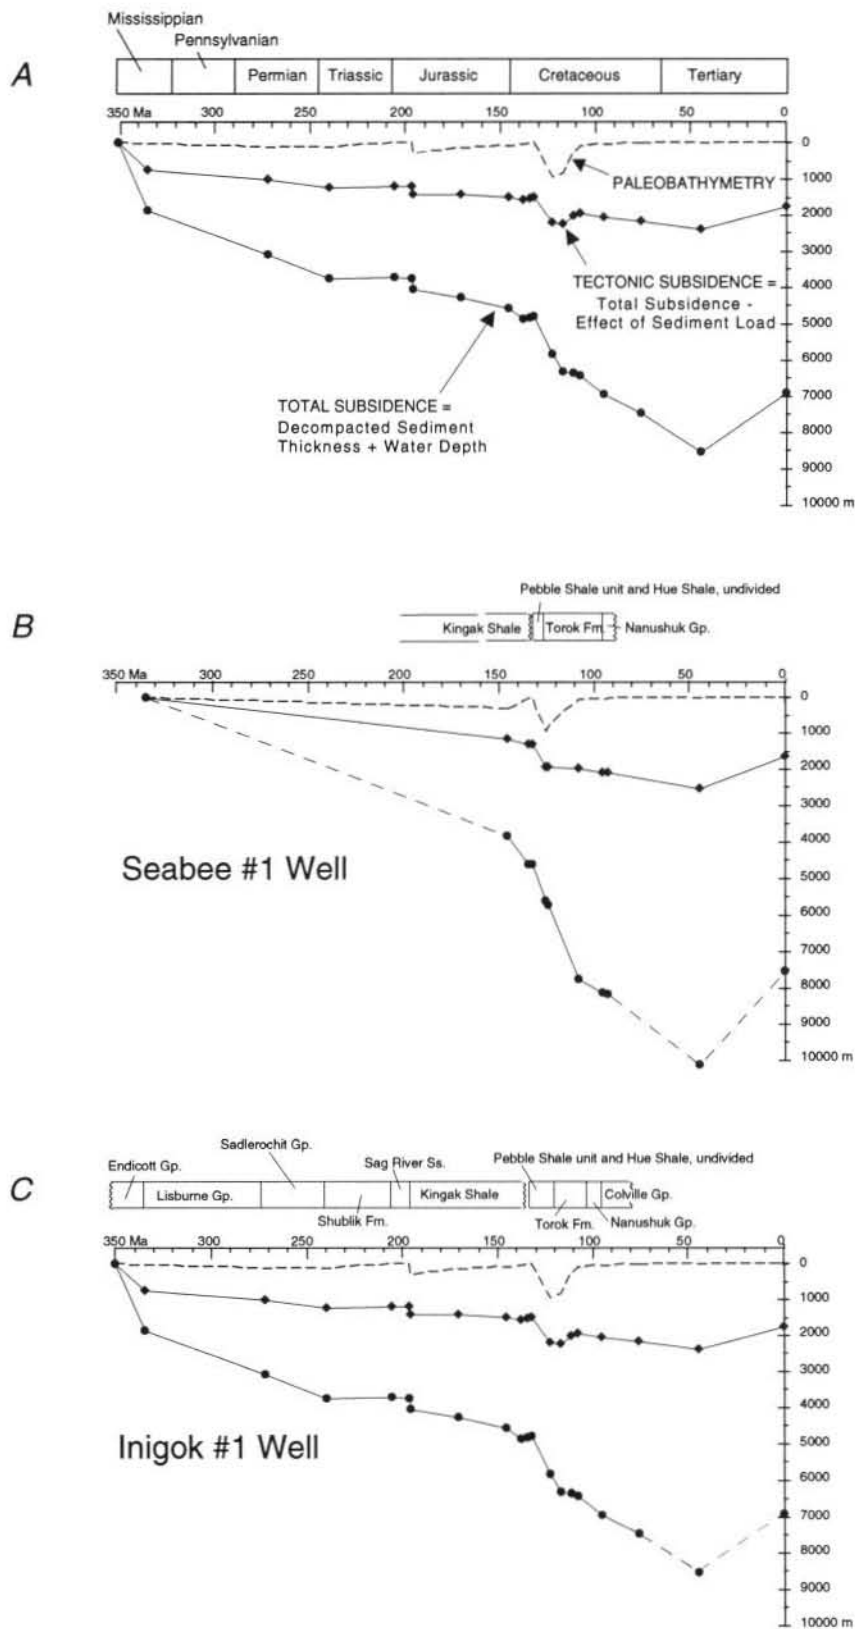 Mississippian
Pennsylvanian
A
Permian Triassic Jurassic Cretaceous Tertiary
350 Ma 300 250 200 150 100 50 0
0
1000
PALEOBATHYMETRY
2000
3000
TECTONIC SUBSIDENCE =
Total Subsidence -
Effect of Sediment Load
4000
5000
6000
7000
TOTAL SUBSIDENCE =
Decompacted Sediment
Thickness + Water Depth
8000
9000
10000 m
Pebble Shale unit and Hue Shale, undivided
B
Kingak Shale Torok Fm. Nanushuk Gp.
350 Ma 300 250 200 150 100 50 0
0
1000
2000
3000
4000
Seabee #1 Well
5000
6000
7000
8000
9000
10000 m
Sadlerochit Gp.
Sag River Ss.
Pebble Shale unit and Hue Shale, undivided
Endicott Gp.
C
Lisburne Gp. Kingak Shale Colville Gp.
Shublik Fm. Torok Fm. Nanushuk Gp.
350 Ma 300 250 200 150 100 50 0
0
1000
2000
3000
4000
Inigok #1 Well
5000
6000
7000
8000
9000
10000 m